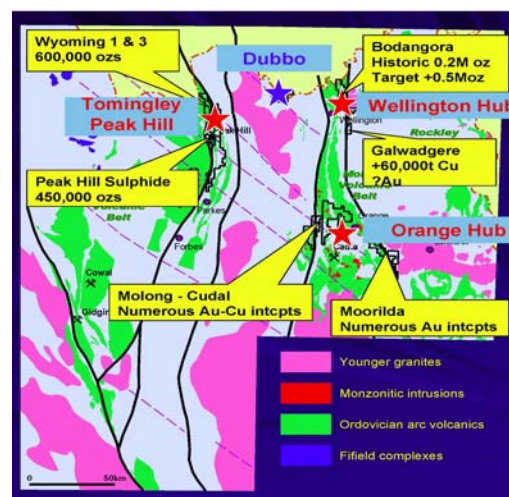 Wyoming 1 & 3
600,000 ozs
Dubbo
Bodangora
Historic 0.2M oz
Target +0.5Moz
Tomingley
Peak Hill
Wellington Hub
Wellington
Rockley
Galwadgere
+60,000t Cu
?Au
Peak Hill Sulphide
450,000 ozs
Belt
Parkes
Forbes
Belt
Orange
Orange Hub
Cowal
Molong - Cudal
Numerous Au-Cu intcpts
Moorilda
Numerous Au intcpts
Younger granites
Monzonitic intrusions
Ordovician arc volcanics
Fifield complexes
0
50km